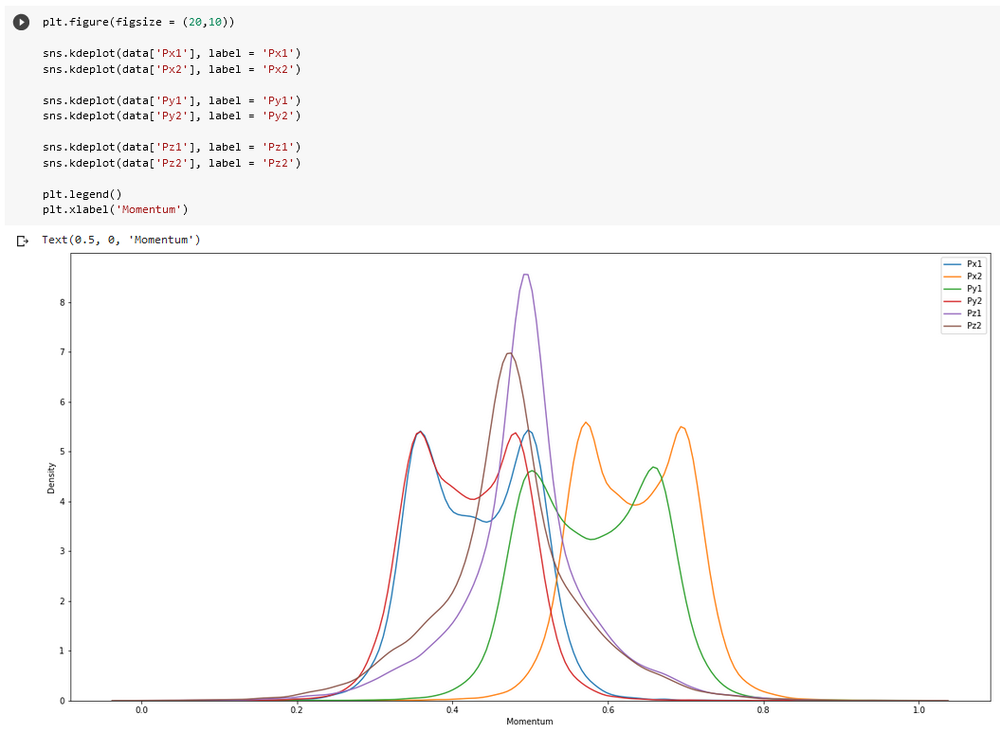 plt.figure(figsize = (20,10))
sns.kdeplot(data['Px1'], label = 'Px1')
sns.kdeplot(data['Px2'], label = 'Px2')
sns.kdeplot(data['Py1'], label = 'Py1')
sns.kdeplot(data['Py2'], label = 'Py2')
sns.kdeplot(data['Pz1'], label = 'Pz1')
sns.kdeplot(data['Pz2'], label = 'Pz2')
plt.legend()
plt.xlabel('Momentum')
Text(0.5, 0, 'Momentum')
Px1
Px2
Py1
Py2
Pz1
Pz2
8
7
6
5
4
3
2
1
0
Density
0.0 0.2 0.4 0.6 0.8 1.0
Momentum